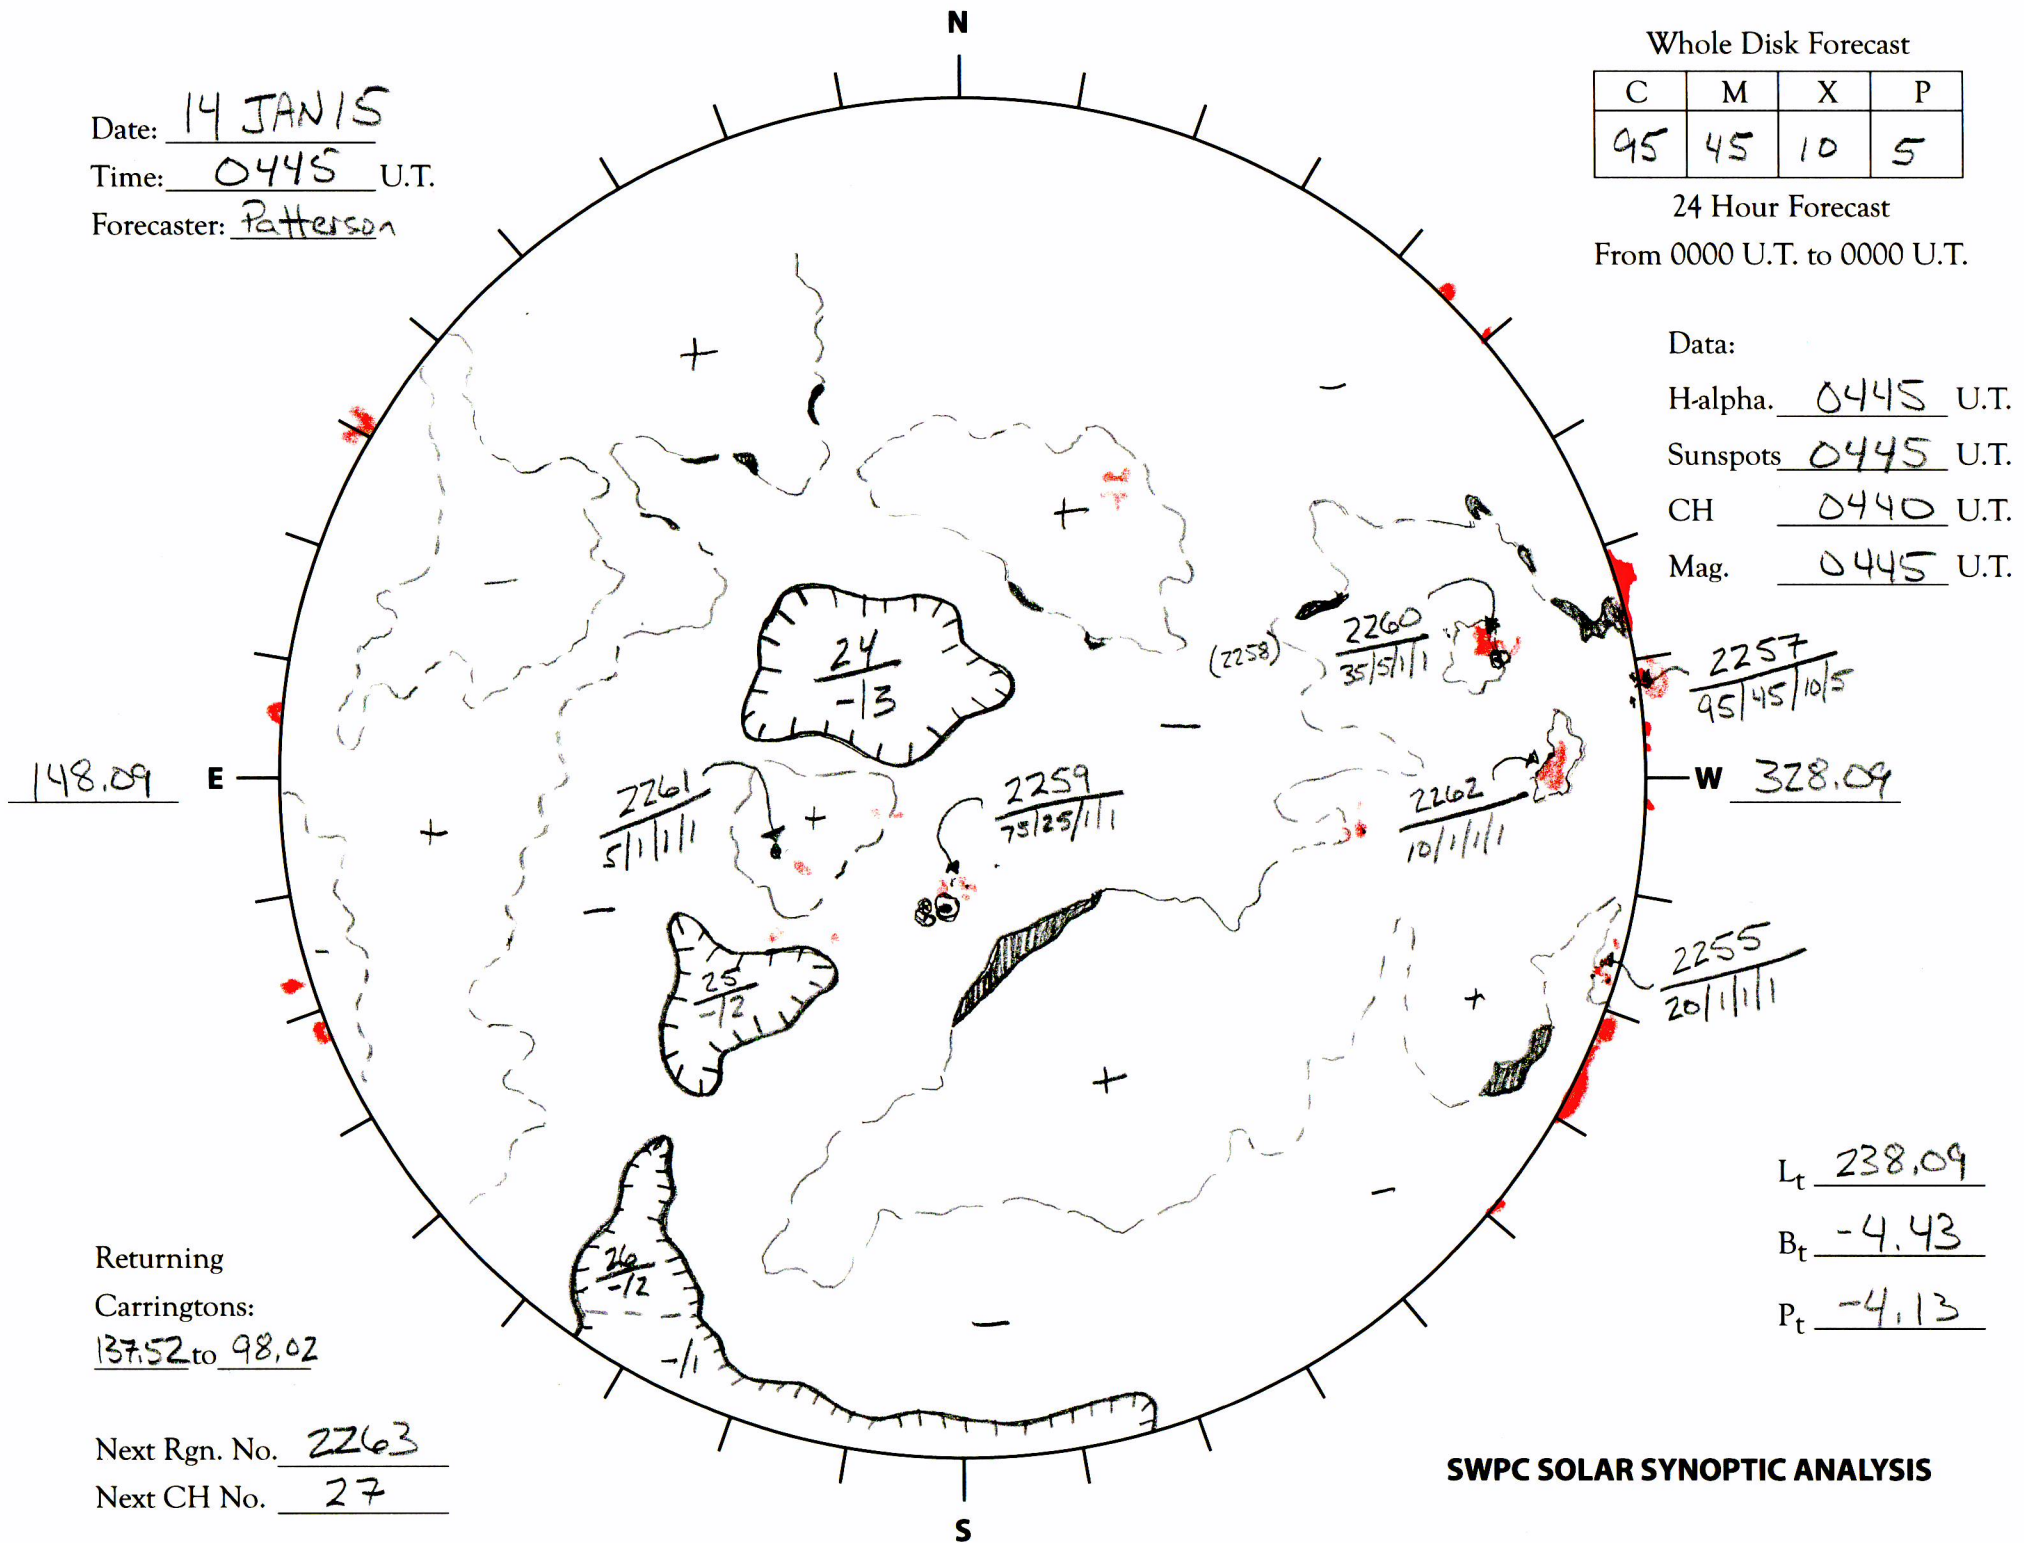 N
Date: 14 JAN 15
Time: 0445 U.T.
Forecaster: Patterson
Whole Disk Forecast
C M X P
95 45 10 5
24 Hour Forecast
From 0000 U.T. to 0000 U.T.
Data:
H-alpha. 0445 U.T.
Sunspots 0445 U.T.
CH 0440 U.T.
Mag. 0445 U.T.
+
-
+
-
24
-/3
(2258)
2260
35/5/1/1
2257
95/45/10/5
-
148.09 E
W 328.09
2261
5/1/1/1
+
2259
75/25/1/1
2262
10/1/1/1
+
-
-
25
-/2
+
2255
20/1/1/1
+
-
26
-/2
-/1
-
Lt 238.09
Bt -4.43
Pt -4.13
Returning
Carringtons:
137.52 to 98.02
Next Rgn. No. 2263
Next CH No. 27
SWPC SOLAR SYNOPTIC ANALYSIS
S